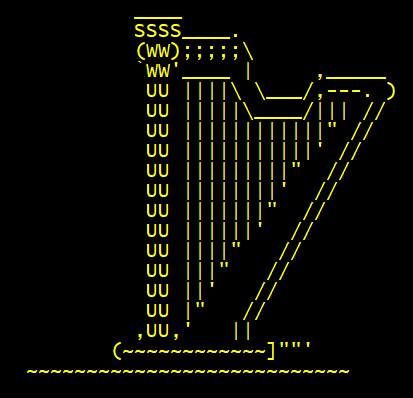 ____
          SSSS____.
          (WW);;;;;\
          `WW'____ |     ,_____
           UU ||||\ \___/,---. )
           UU |||||\____/||| //
           UU ||||||||||||" //
           UU |||||||||||' //
           UU |||||||||"  //
           UU ||||||||'  //
           UU |||||||"  //
           UU ||||||'  //
           UU ||||"   //
           UU |||"   //
           UU ||'   //
           UU |"   //
          ,UU,'   ||
        (~~~~~~~~~~~~]""'
 ~~~~~~~~~~~~~~~~~~~~~~~~~~~